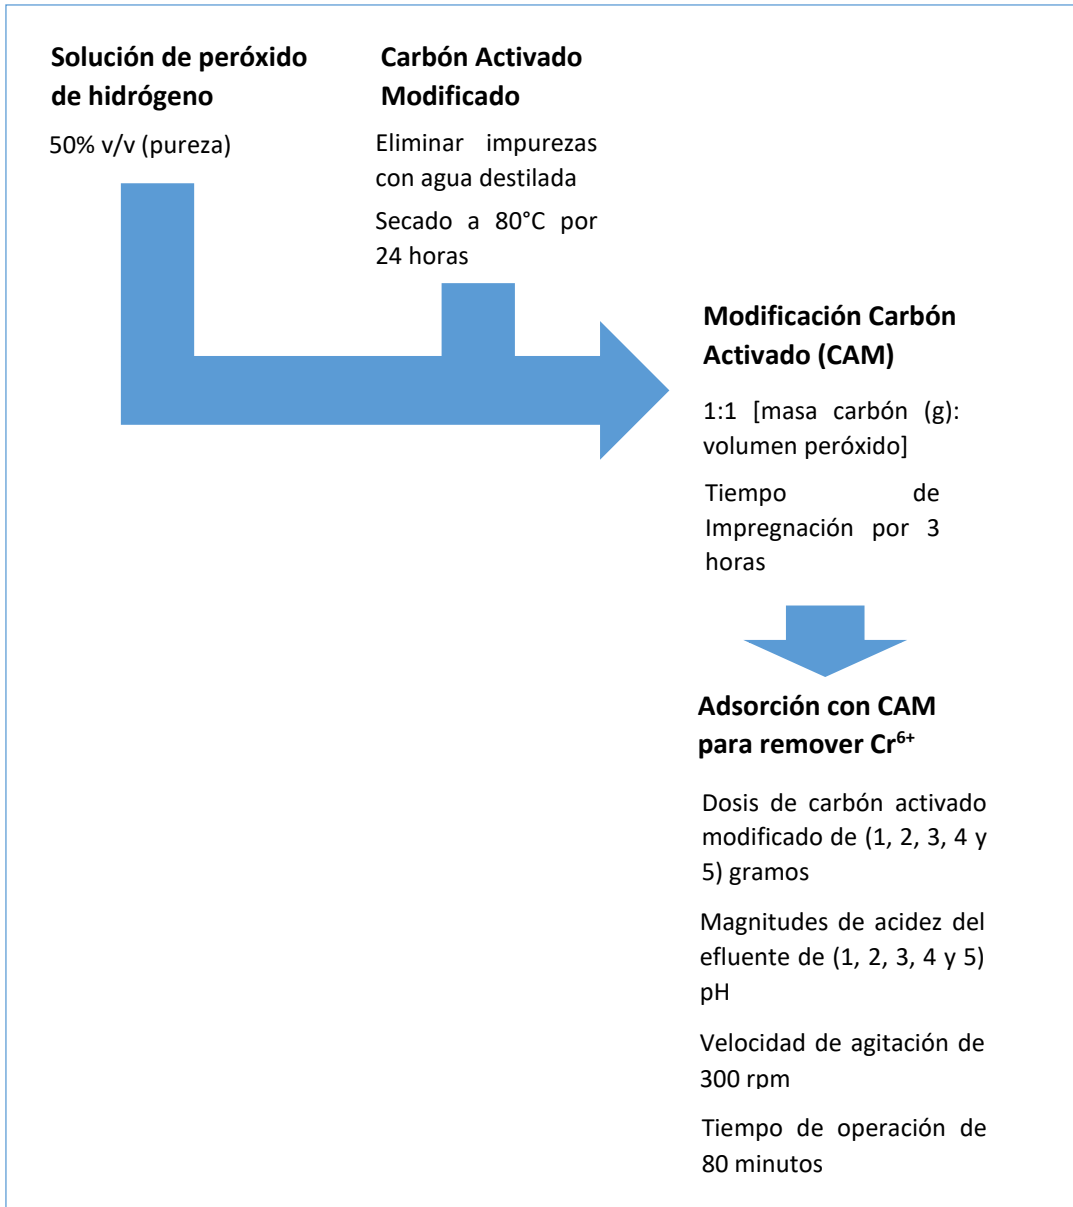 Solución de peróxido
de hidrógeno
50% v/v (pureza)
Carbón Activado
Modificado
Eliminar impurezas
con agua destilada
Secado a 80°C por
24 horas
Modificación Carbón
Activado (CAM)
1:1 [masa carbón (g):
volumen peróxido]
Tiempo de
Impregnación por 3
horas
Adsorción con CAM
para remover Cr⁶⁺
Dosis de carbón activado
modificado de (1, 2, 3, 4 y
5) gramos
Magnitudes de acidez del
efluente de (1, 2, 3, 4 y 5)
pH
Velocidad de agitación de
300 rpm
Tiempo de operación de
80 minutos